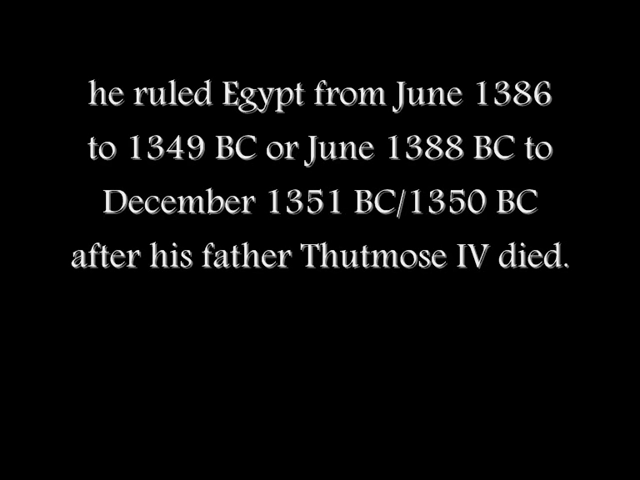 he ruled Egypt from June 1386
to 1349 BC or June 1388 BC to
December 1351 BC/1350 BC
after his father Thutmose IV died.